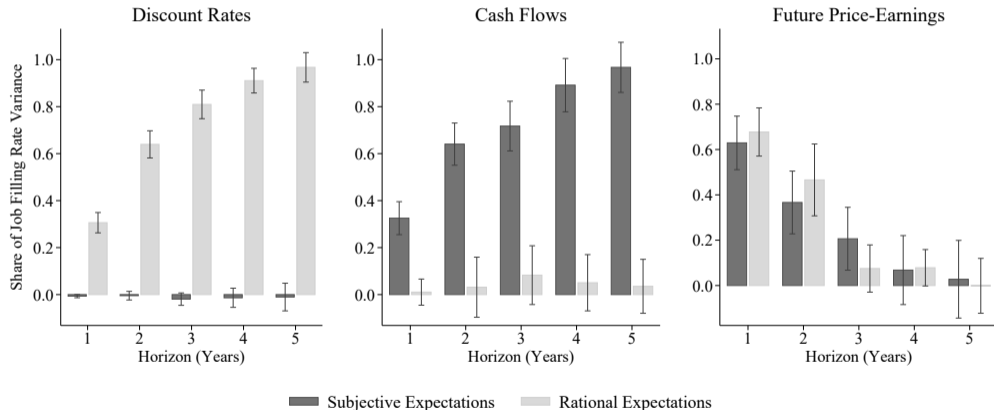 Discount Rates
Cash Flows
Future Price-Earnings
Share of Job Filling Rate Variance
1.0
0.8
0.6
0.4
0.2
0.0
1 2 3 4 5
Horizon (Years)
1.0
0.8
0.6
0.4
0.2
0.0
1 2 3 4 5
Horizon (Years)
1.0
0.8
0.6
0.4
0.2
0.0
1 2 3 4 5
Horizon (Years)
Subjective Expectations
Rational Expectations